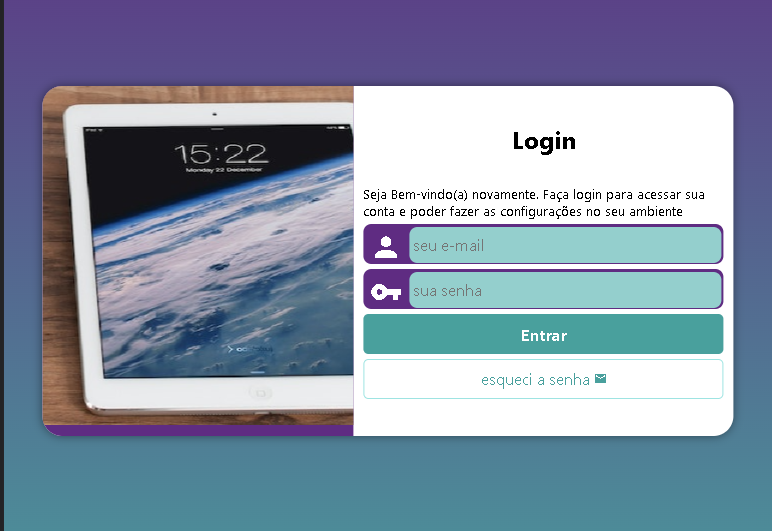 15:22
Monday 22 December
Login
Seja Bem-vindo(a) novamente. Faça login para acessar sua
conta e poder fazer as configurações no seu ambiente
seu e-mail
sua senha
Entrar
esqueci a senha